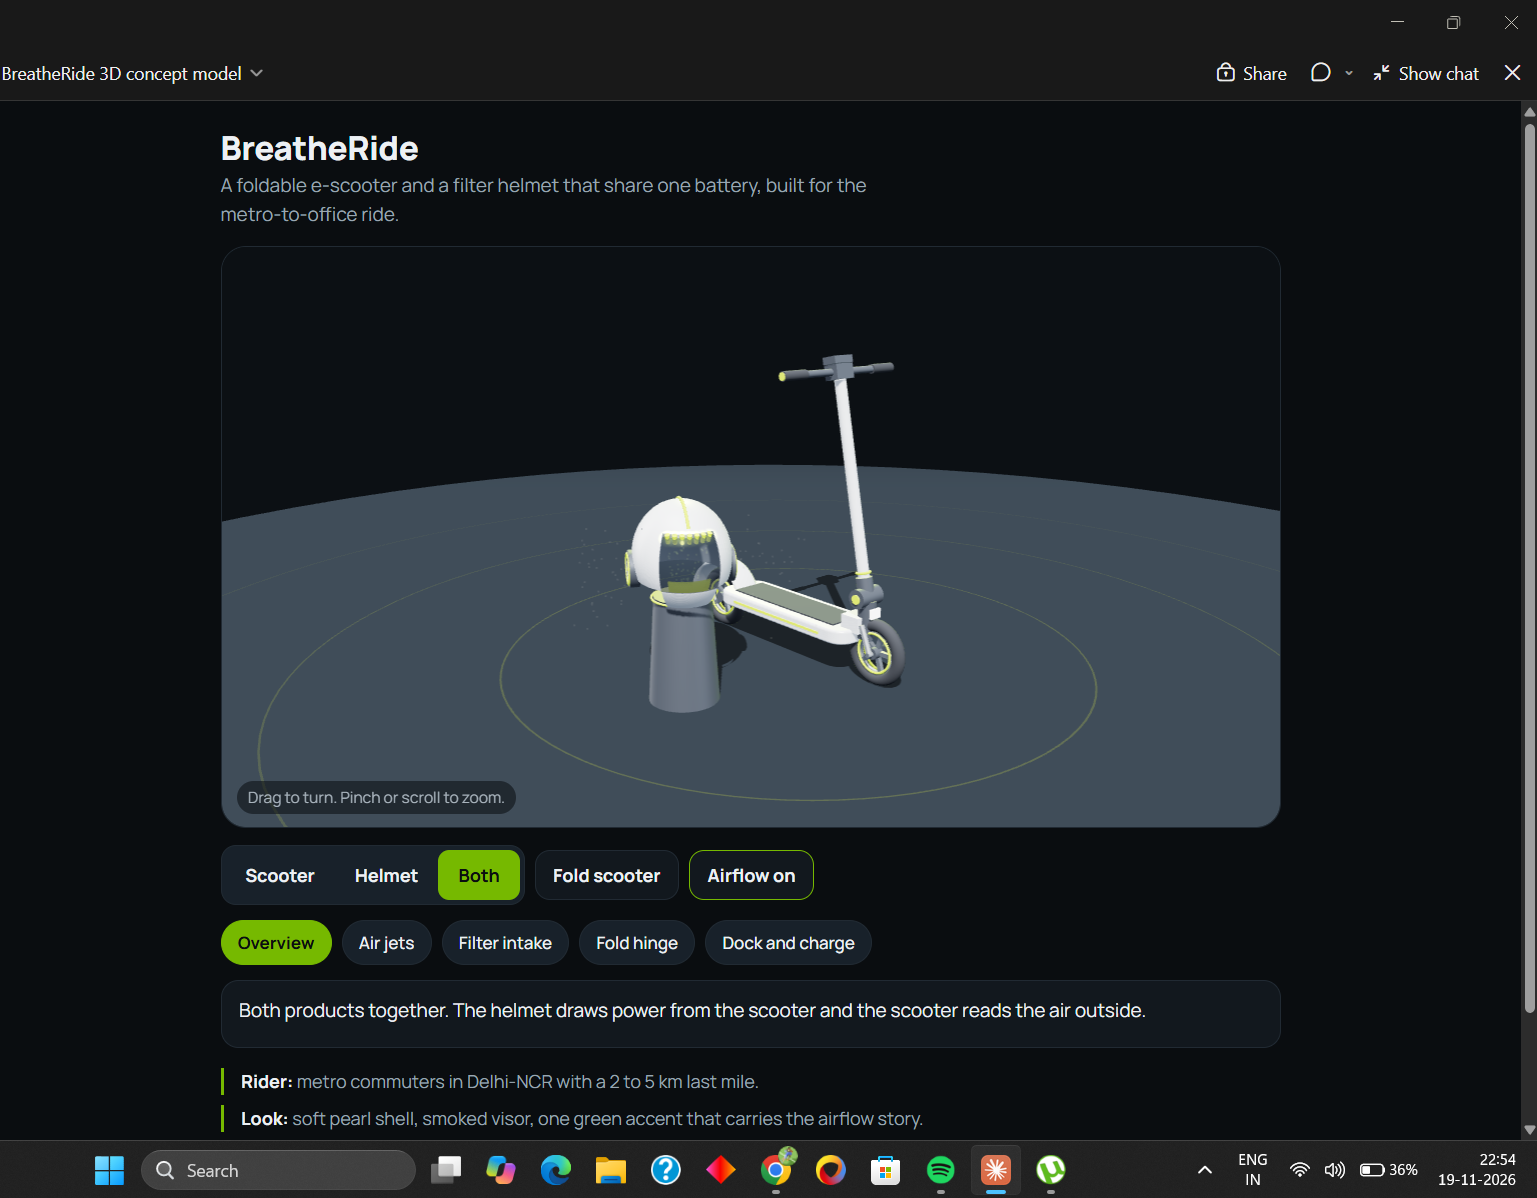 BreatheRide 3D concept model
Share
Show chat
BreatheRide
A foldable e-scooter and a filter helmet that share one battery, built for the
metro-to-office ride.
Drag to turn. Pinch or scroll to zoom.
Scooter
Helmet
Both
Fold scooter
Airflow on
Overview
Air jets
Filter intake
Fold hinge
Dock and charge
Both products together. The helmet draws power from the scooter and the scooter reads the air outside.
Rider: metro commuters in Delhi-NCR with a 2 to 5 km last mile.
Look: soft pearl shell, smoked visor, one green accent that carries the airflow story.
Search
ENG
IN
36%
22:54
19-11-2026